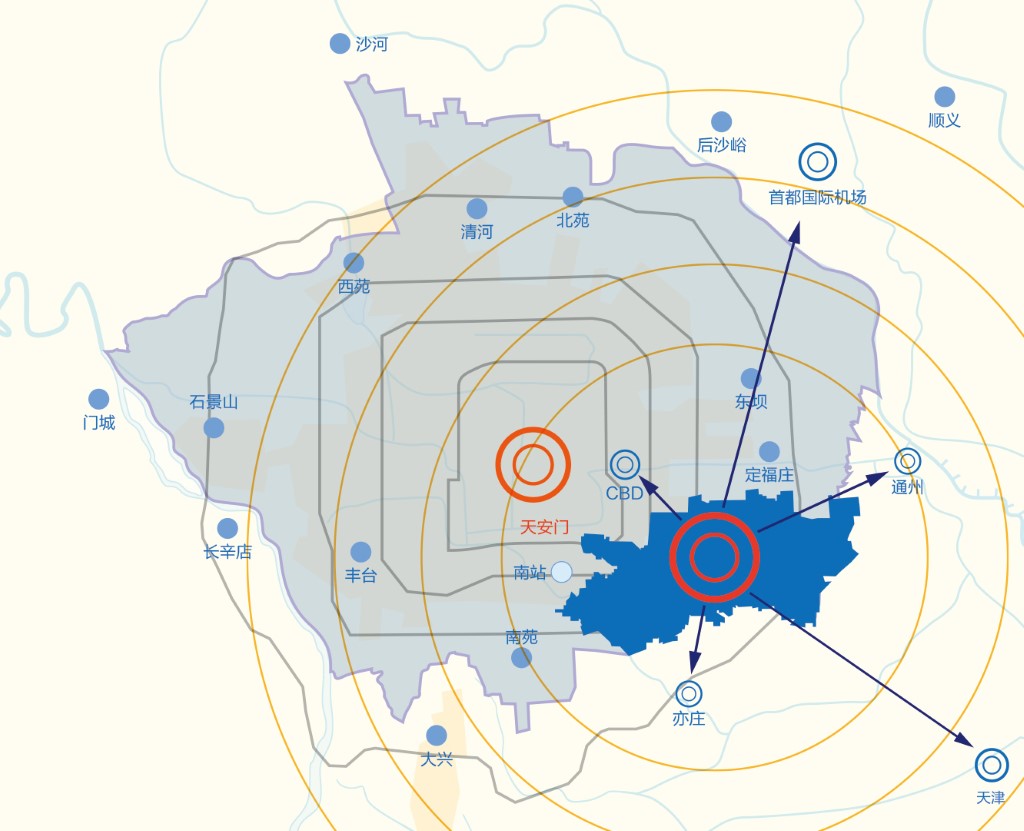 沙河
顺义
后沙峪
首都国际机场
北苑
清河
西苑
东坝
石景山
门城
定福庄
通州
CBD
天安门
长辛店
丰台
南站
南苑
亦庄
大兴
天津